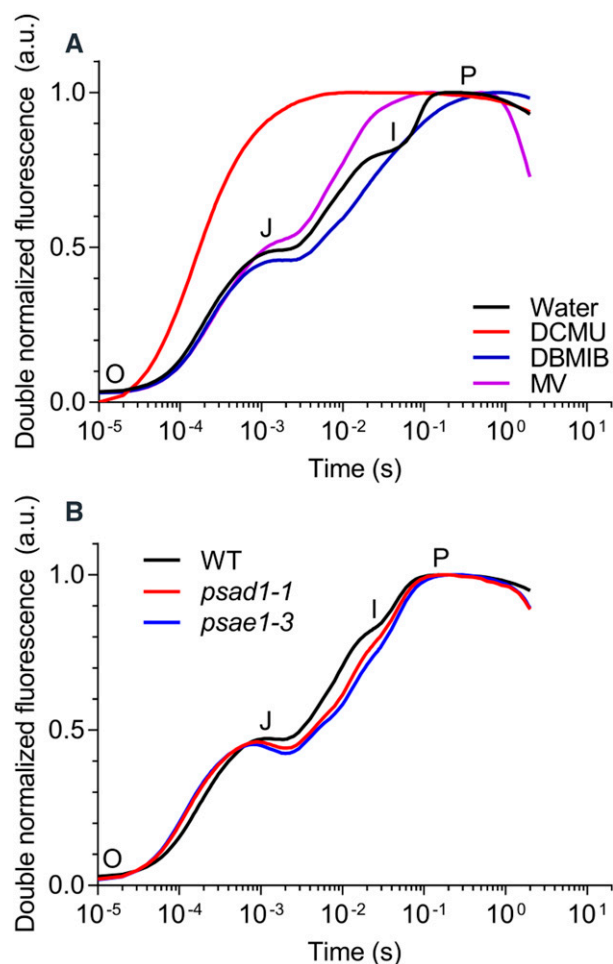 A
Double normalized fluorescence (a.u.)
1.0
0.5
0.0
O
J
I
P
Water
DCMU
DBMIB
MV
10-5 10-4 10-3 10-2 10-1 100 101
Time (s)
B
Double normalized fluorescence (a.u.)
1.0
0.5
0.0
WT
psad1-1
psae1-3
O
J
I
P
10-5 10-4 10-3 10-2 10-1 100 101
Time (s)